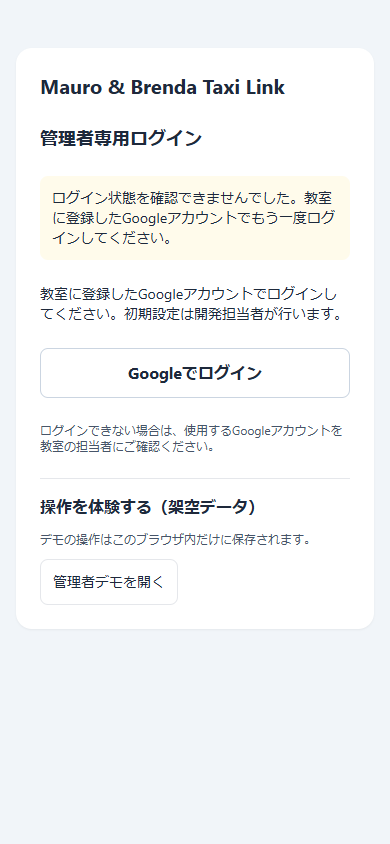 Mauro & Brenda Taxi Link
管理者専用ログイン
ログイン状態を確認できませんでした。教室
に登録したGoogleアカウントでもう一度ログ
インしてください。
教室に登録したGoogleアカウントでログインし
てください。初期設定は開発担当者が行います。
Googleでログイン
ログインできない場合は、使用するGoogleアカウントを
教室の担当者にご確認ください。
操作を体験する（架空データ）
デモの操作はこのブラウザ内だけに保存されます。
管理者デモを開く